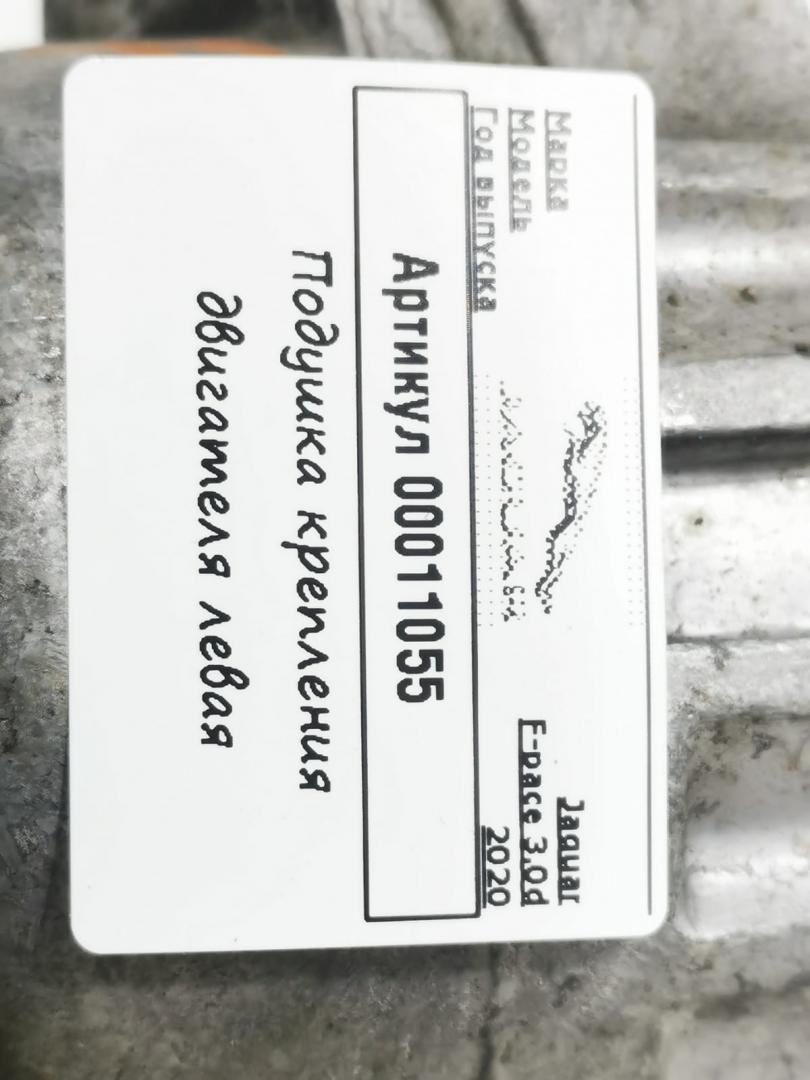 Марка Jaguar
Модель F-pace 3.0d
Год выпуска 2020
Артикул 00011055
Подушка крепления
двигателя левая